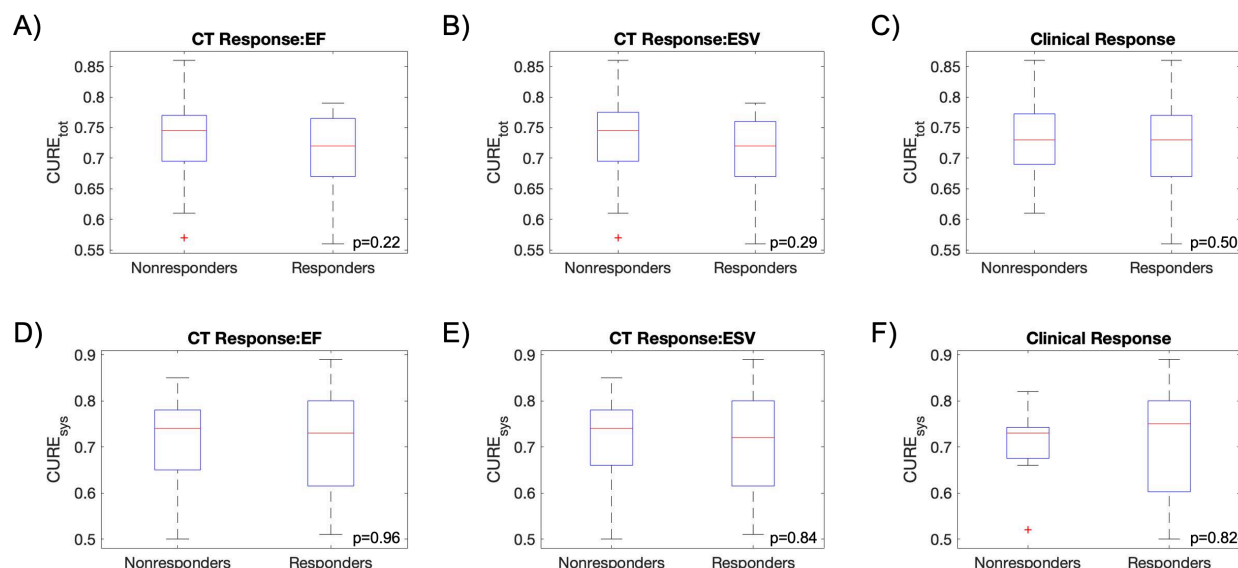 A)
CT Response:EF
CURE_tot
0.85
0.8
0.75
0.7
0.65
0.6
0.55
p=0.22
Nonresponders Responders
B)
CT Response:ESV
CURE_tot
0.85
0.8
0.75
0.7
0.65
0.6
0.55
p=0.29
Nonresponders Responders
C)
Clinical Response
CURE_tot
0.85
0.8
0.75
0.7
0.65
0.6
0.55
p=0.50
Nonresponders Responders
D)
CT Response:EF
CURE_sys
0.9
0.8
0.7
0.6
0.5
p=0.96
Nonresponders Responders
E)
CT Response:ESV
CURE_sys
0.9
0.8
0.7
0.6
0.5
p=0.84
Nonresponders Responders
F)
Clinical Response
CURE_sys
0.9
0.8
0.7
0.6
0.5
p=0.82
Nonresponders Responders